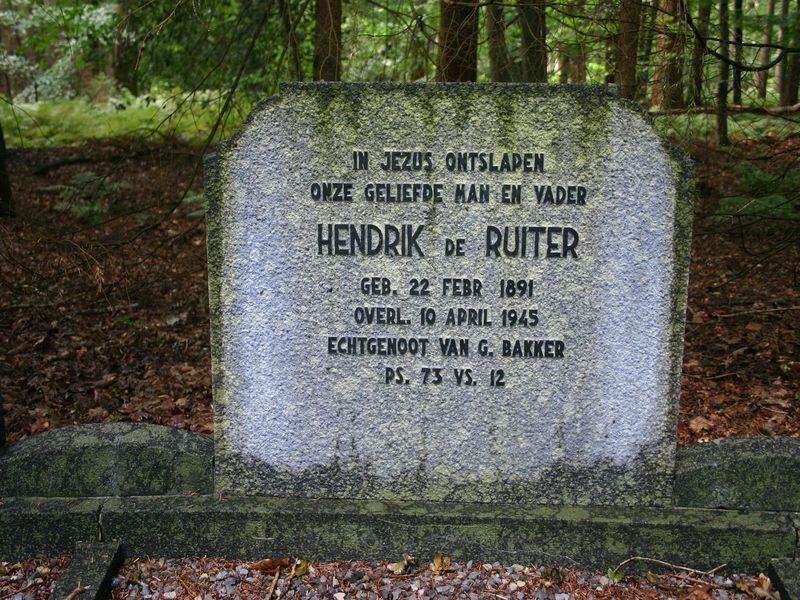 IN JEZUS ONTSLAPEN
ONZE GELIEFDE MAN EN VADER
HENDRIK DE RUITER
GEB. 22 FEBR 1891
OVERL. 10 APRIL 1945
ECHTGENOOT VAN G. BAKKER
PS. 73 VS. 12